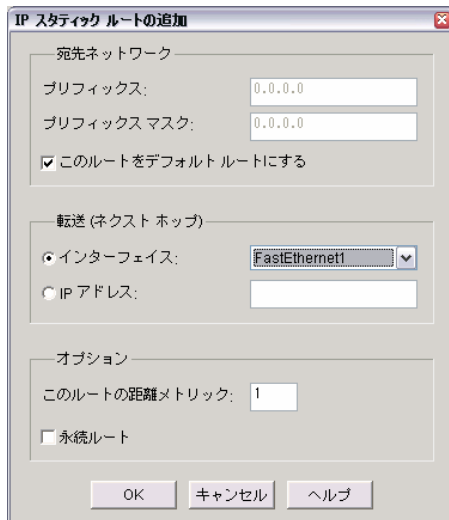 IP スタティック ルートの追加
宛先ネットワーク
プリフィックス: 0.0.0.0
プリフィックス マスク: 0.0.0.0
このルートをデフォルト ルートにする
転送 (ネクスト ホップ)
インターフェイス: FastEthernet1
IP アドレス:
オプション
このルートの距離メトリック: 1
永続ルート
OK キャンセル ヘルプ